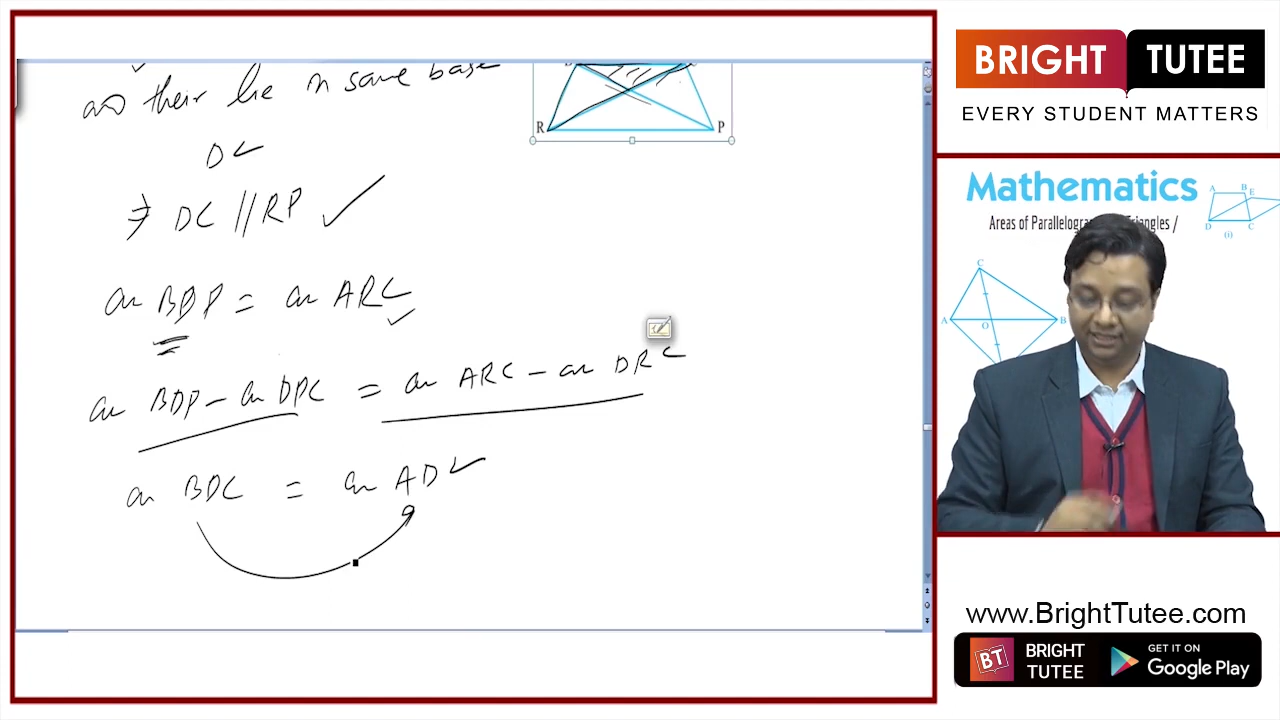 and their lie n same base
DC
⇒ DC // RP ✓
R P
ar BDP = ar ARC
ar BDP - ar DPC = ar ARC - ar DRC
ar BDC = ar ADC
BRIGHT TUTEE
EVERY STUDENT MATTERS
Mathematics
Areas of Parallelograms Triangles /
A B E
D C
(i)
C
A O B
www.BrightTutee.com
BT BRIGHT TUTEE
GET IT ON
Google Play